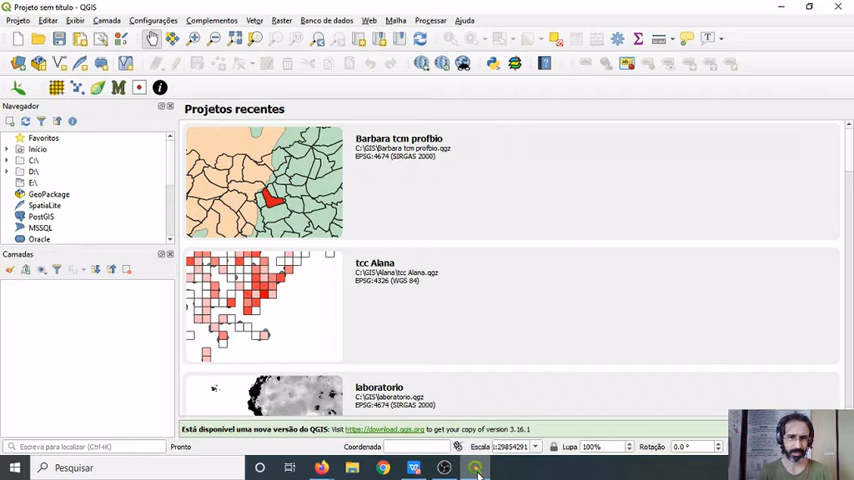 Projeto sem título - QGIS
Projeto Editar Exibir Camada Configurações Complementos Vetor Raster Banco de dados Web Malha Processar Ajuda
Navegador
Projetos recentes
Favoritos
Início
C:\
D:\
E:\
GeoPackage
SpatiaLite
PostGIS
MSSQL
Oracle
Barbara tcm profbio
C:\GIS\Barbara tcm profbio.qgz
EPSG:4674 (SIRGAS 2000)
Camadas
tcc Alana
C:\GIS\Alana\tcc Alana.qgz
EPSG:4326 (WGS 84)
laboratorio
C:\GIS\laboratorio.qgz
EPSG:4674 (SIRGAS 2000)
Está disponível uma nova versão do QGIS: Visit https://download.qgis.org to get your copy of version 3.16.1
Escreva para localizar (Ctrl+K) Pronto Coordenada Escala 1:29854291 Lupa 100% Rotação 0.0 °
Pesquisar